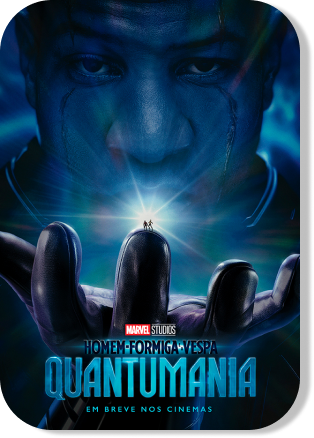 MARVEL STUDIOS
HOMEM-FORMIGA E A VESPA
QUANTUMANIA
EM BREVE NOS CINEMAS